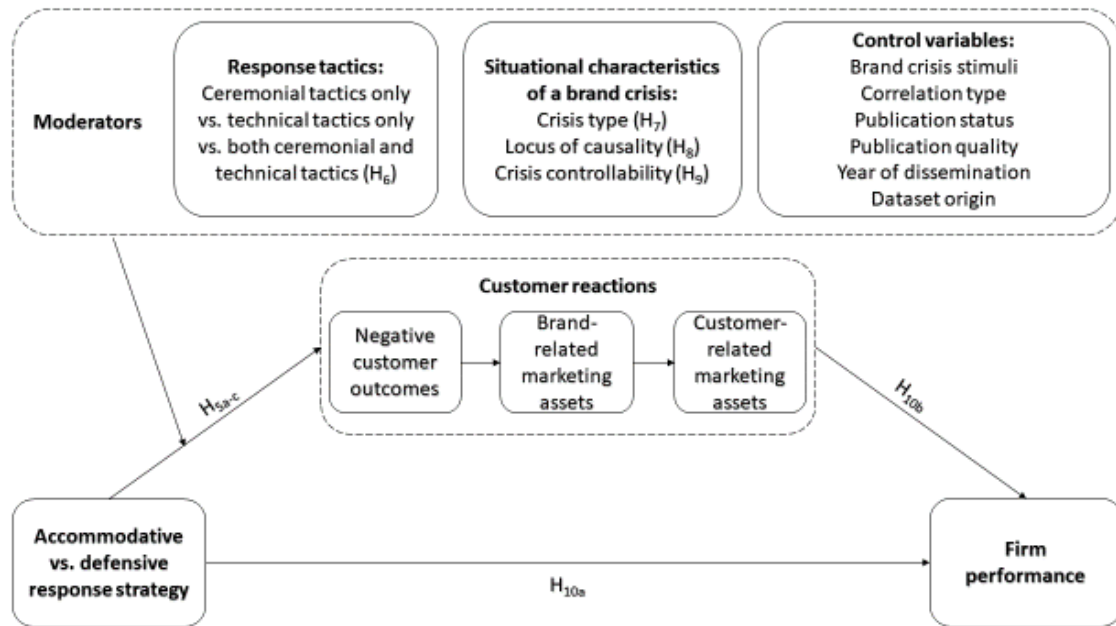 Moderators
Response tactics:
Ceremonial tactics only
vs. technical tactics only
vs. both ceremonial and
technical tactics (H6)
Situational characteristics
of a brand crisis:
Crisis type (H7)
Locus of causality (H8)
Crisis controllability (H9)
Control variables:
Brand crisis stimuli
Correlation type
Publication status
Publication quality
Year of dissemination
Dataset origin
Customer reactions
Negative
customer
outcomes
Brand-
related
marketing
assets
Customer-
related
marketing
assets
H5a-c
H10b
Accommodative
vs. defensive
response strategy
H10a
Firm
performance